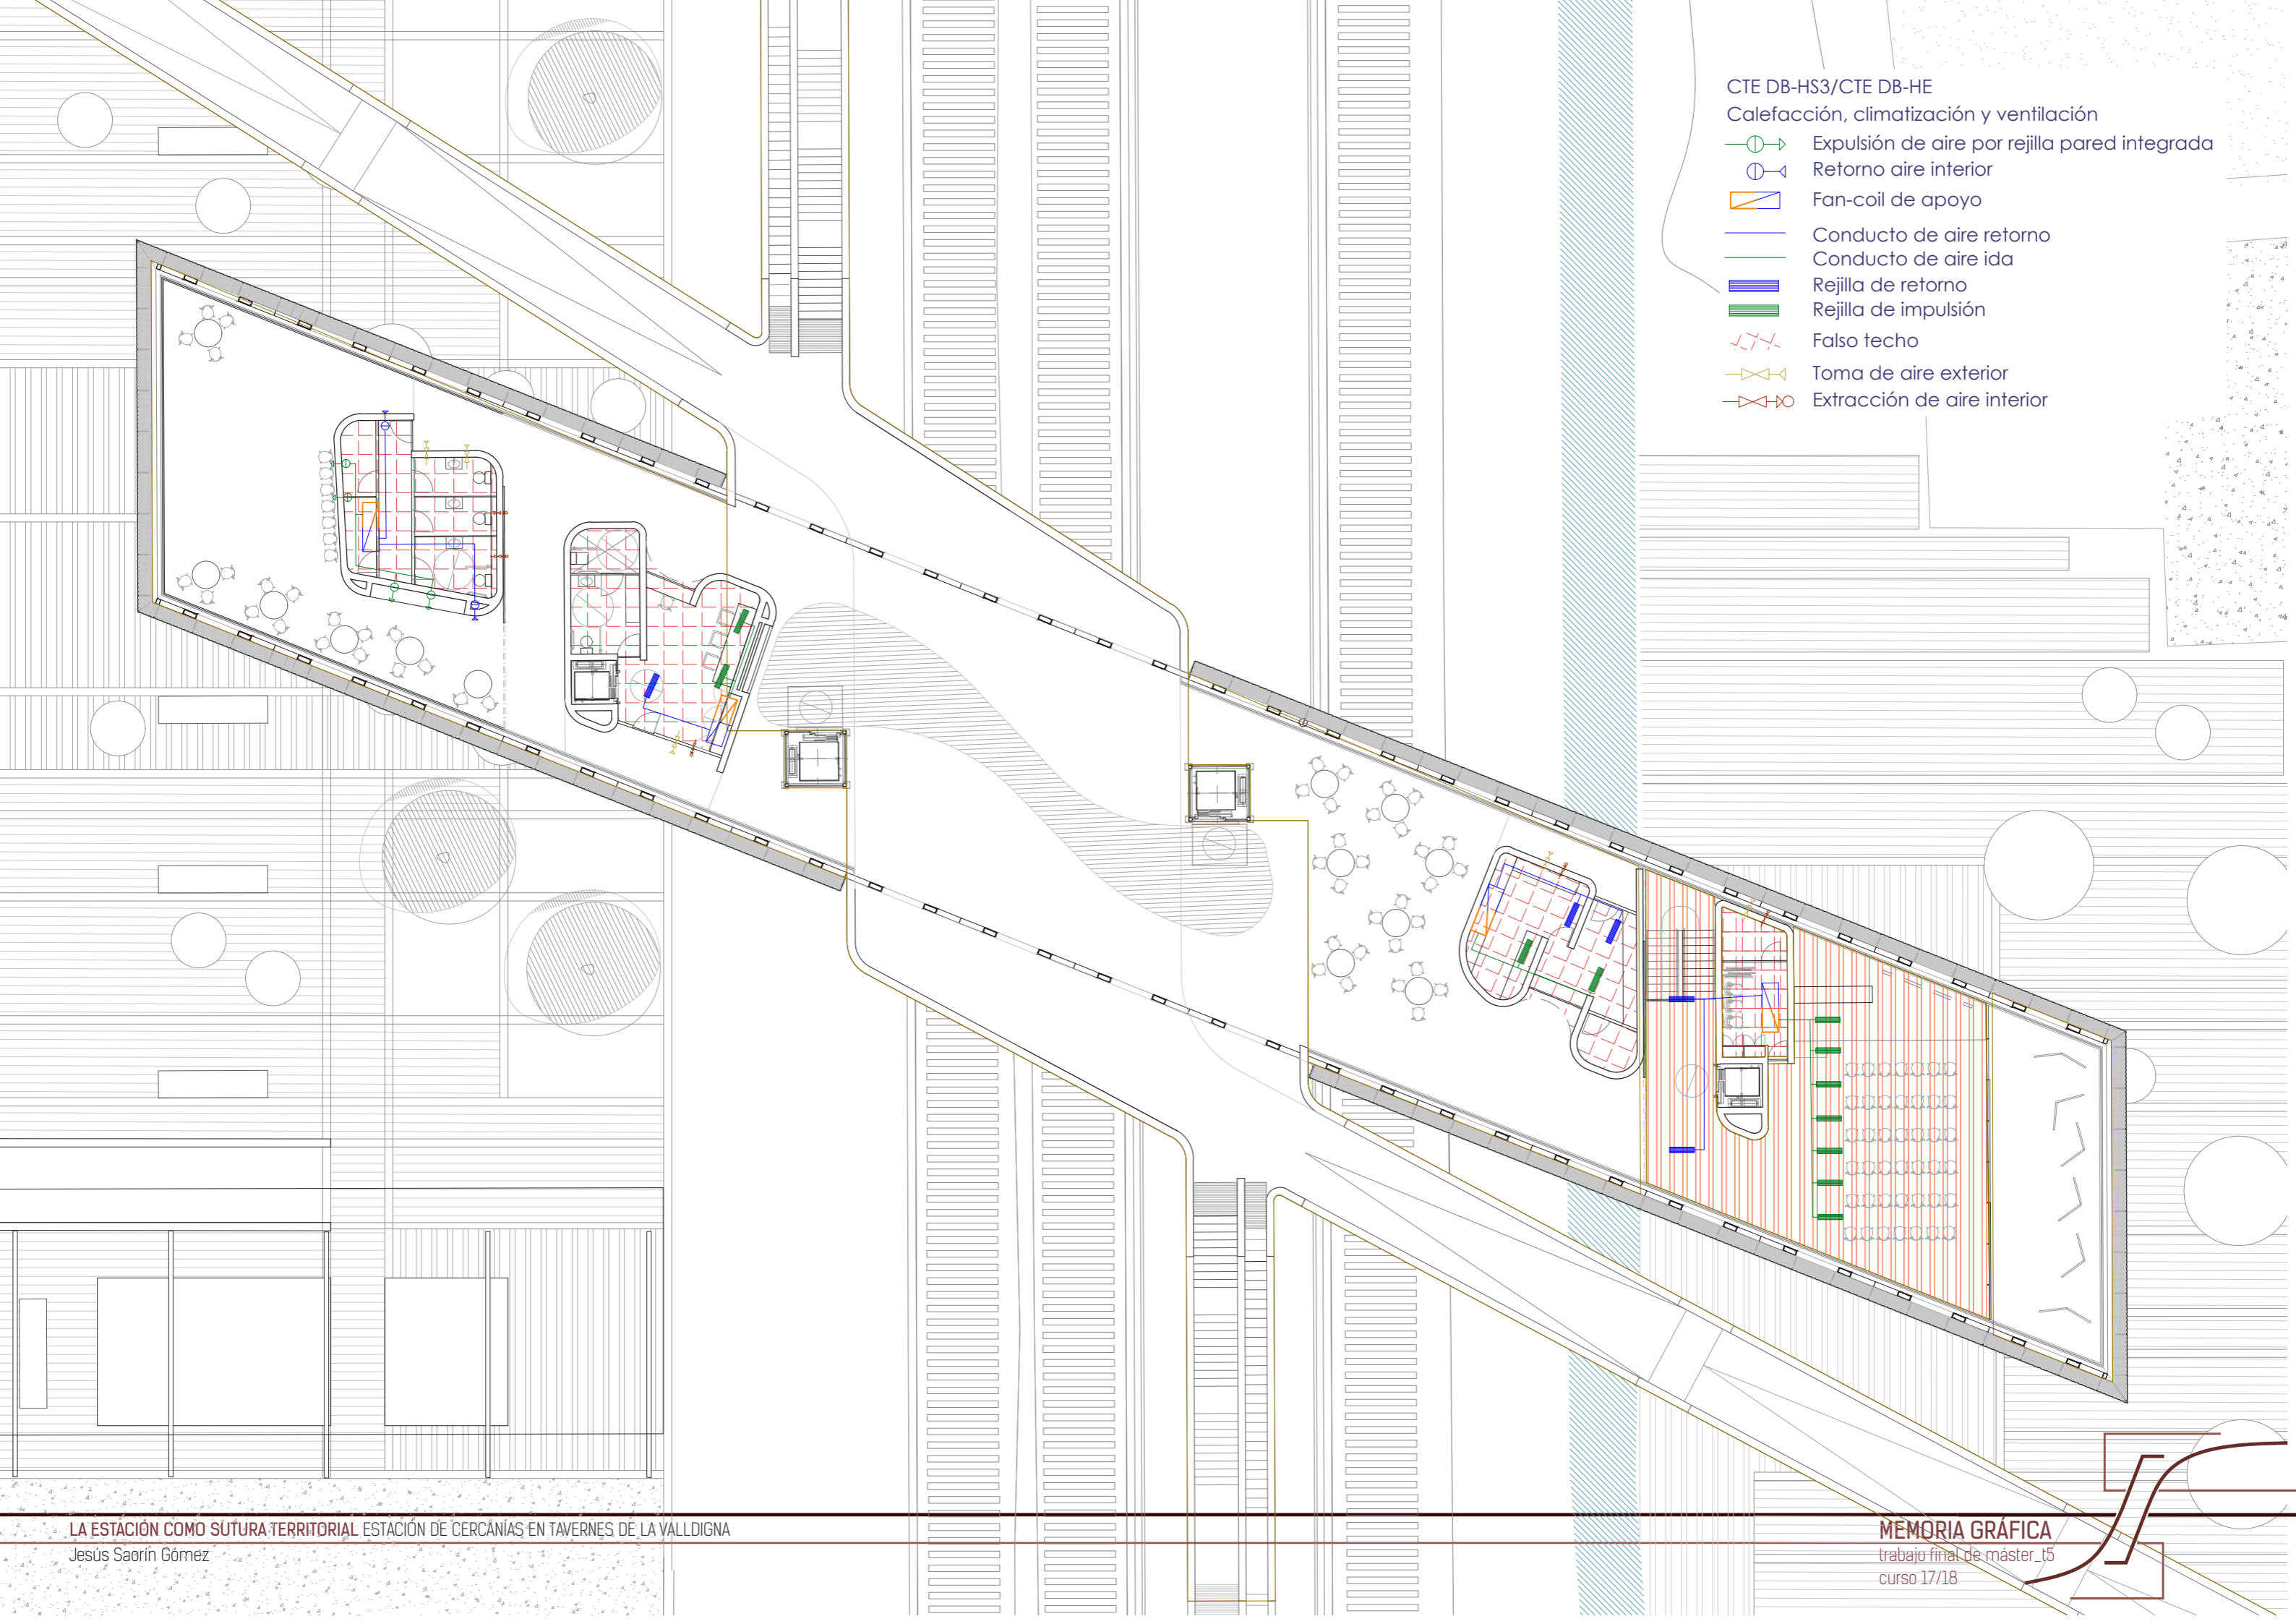 CTE DB-HS3/CTE DB-HE
Calefacción, climatización y ventilación
Expulsión de aire por rejilla pared integrada
Retorno aire interior
Fan-coil de apoyo
Conducto de aire retorno
Conducto de aire ida
Rejilla de retorno
Rejilla de impulsión
Falso techo
Toma de aire exterior
Extracción de aire interior
LA ESTACIÓN COMO SUTURA TERRITORIAL ESTACIÓN DE CERCANÍAS EN TAVERNES DE LA VALLDIGNA
Jesús Saorín Gómez
MEMORIA GRÁFICA
trabajo final de máster_t5
curso 17/18